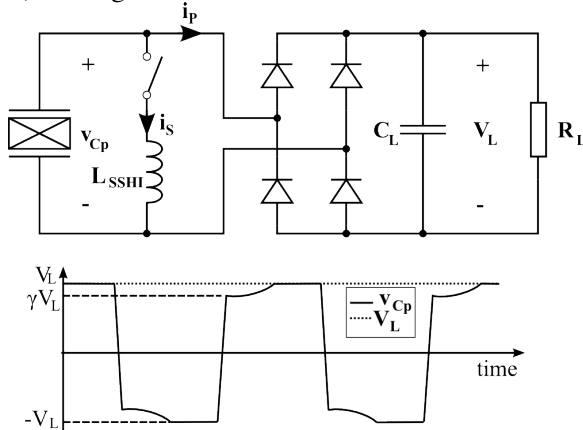 i_P
+
+
v_Cp
i_S
C_L
V_L
R_L
L_SSHI
-
-
V_L
γV_L
v_Cp
V_L
time
-V_L